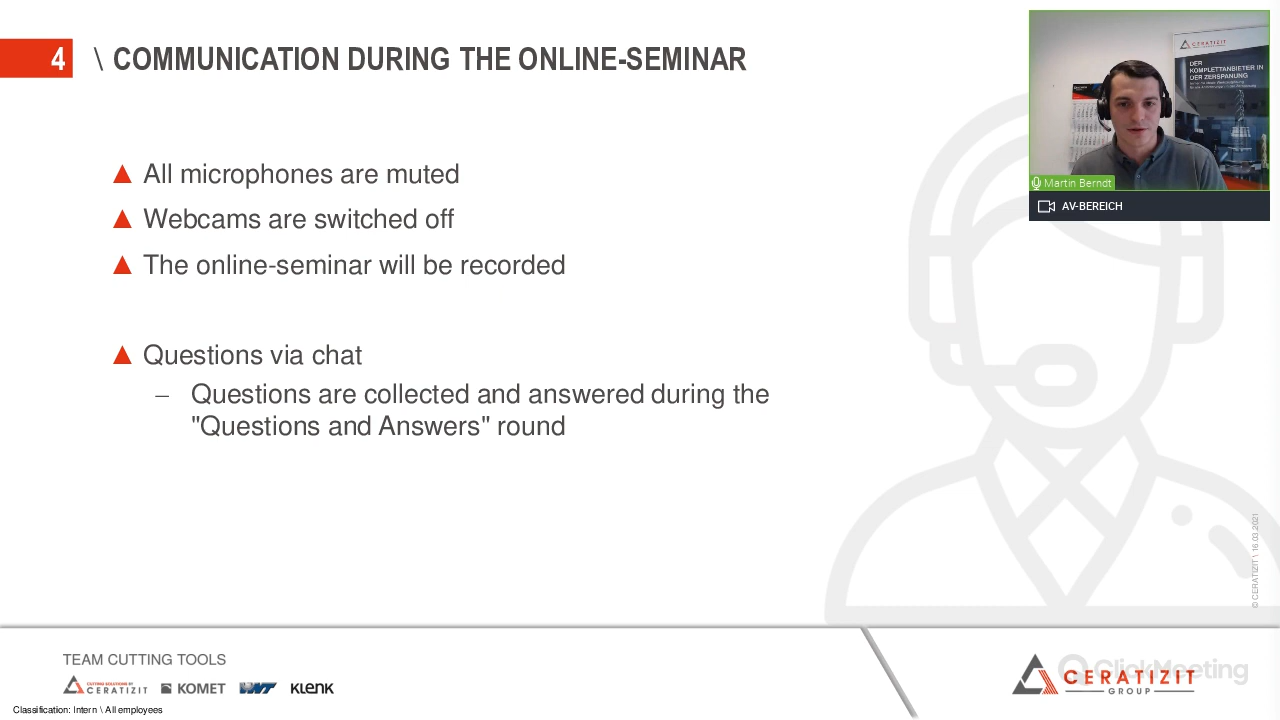 4 \ COMMUNICATION DURING THE ONLINE-SEMINAR
CERATIZIT
DER
KOMPLETTANBIETER IN
DER ZERSPANUNG
Martin Berndt
AV-BEREICH
▲ All microphones are muted
▲ Webcams are switched off
▲ The online-seminar will be recorded
▲ Questions via chat
– Questions are collected and answered during the
"Questions and Answers" round
© CERATIZIT \ 16.03.2021
TEAM CUTTING TOOLS
CUTTING SOLUTIONS BY
CERATIZIT
KOMET
WNT
KLENK
ClickMeeting
CERATIZIT
GROUP
Classification: Intern \ All employees